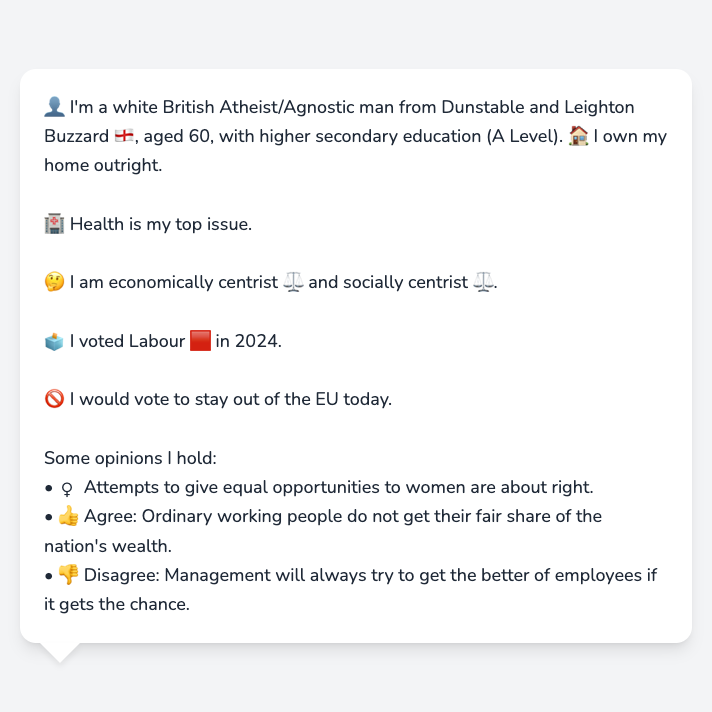 👤 I'm a white British Atheist/Agnostic man from Dunstable and Leighton
Buzzard 🏴󠁧󠁢󠁥󠁮󠁧󠁿, aged 60, with higher secondary education (A Level). 🏠 I own my
home outright.
🏥 Health is my top issue.
🤔 I am economically centrist ⚖️ and socially centrist ⚖️.
🗳️ I voted Labour 🟥 in 2024.
🚫 I would vote to stay out of the EU today.
Some opinions I hold:
• ♀ Attempts to give equal opportunities to women are about right.
• 👍 Agree: Ordinary working people do not get their fair share of the
nation's wealth.
• 👎 Disagree: Management will always try to get the better of employees if
it gets the chance.